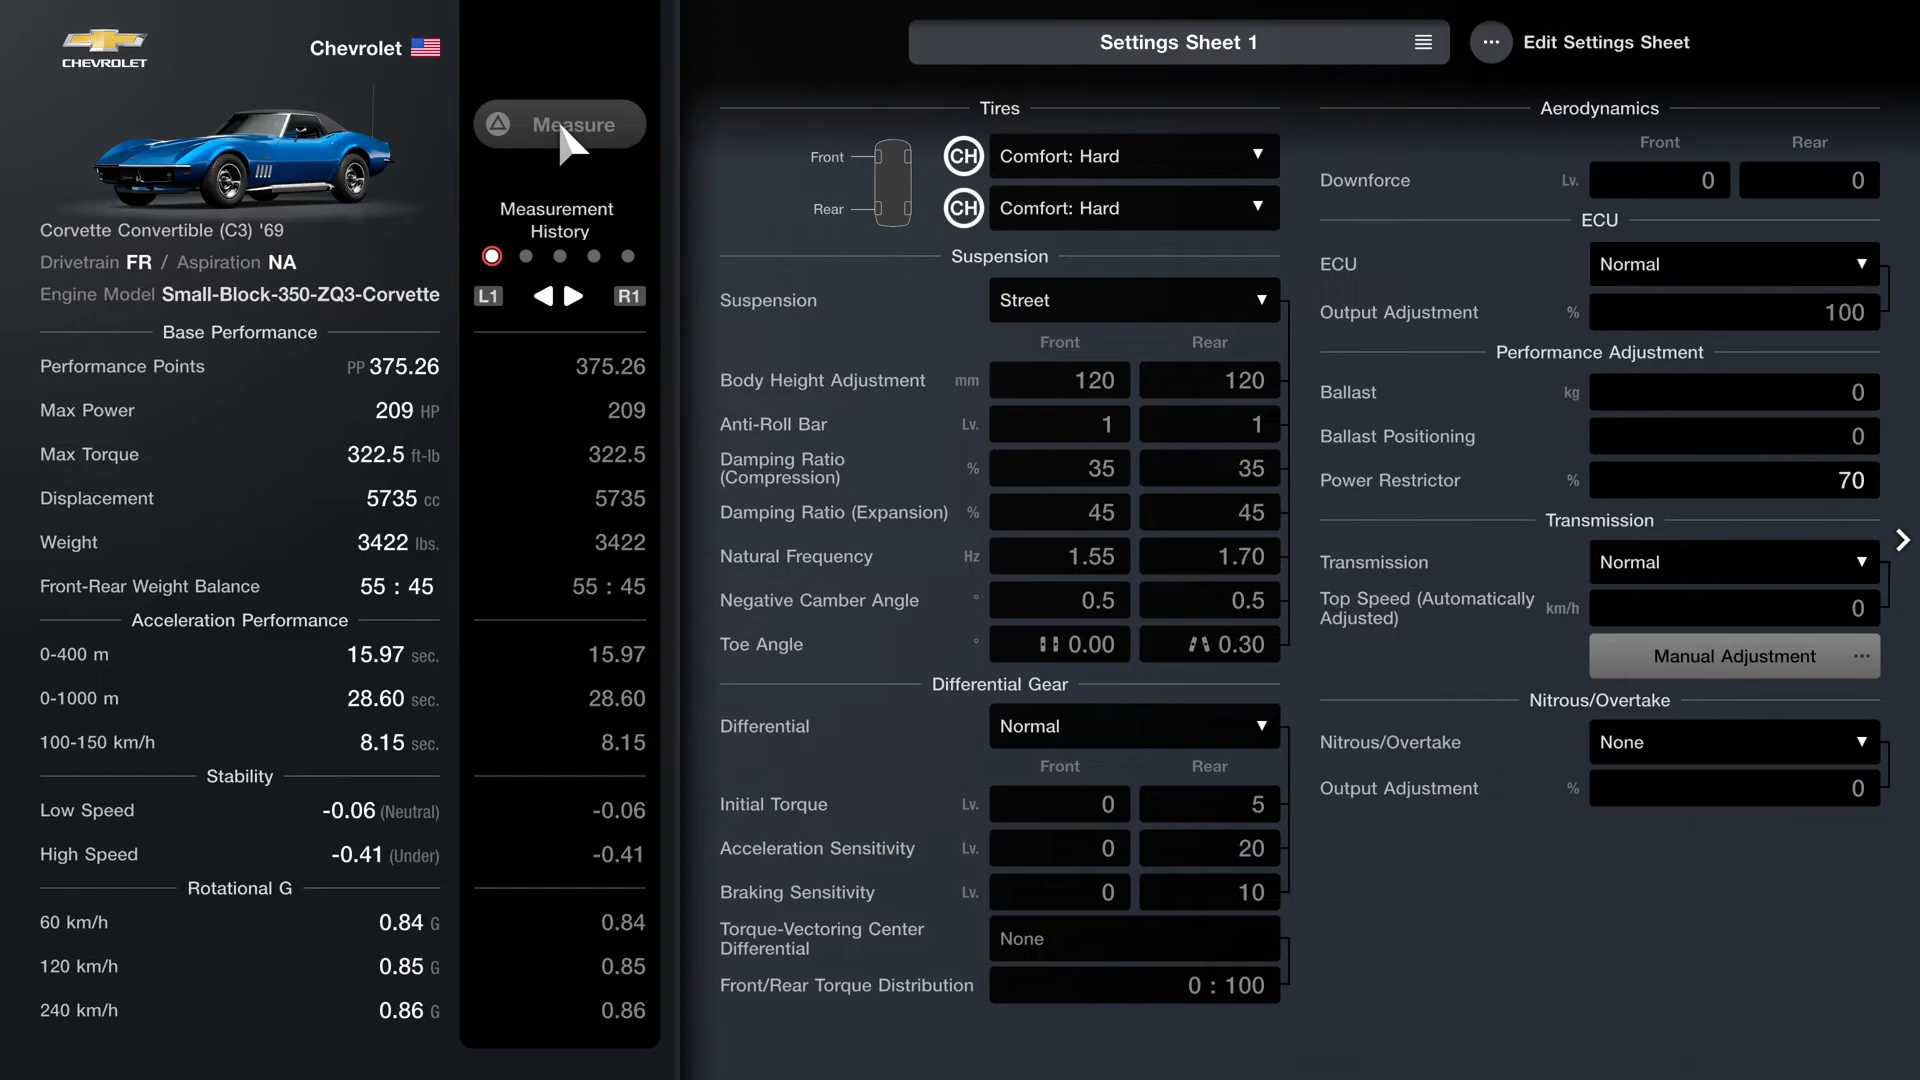 CHEVROLET
Chevrolet
Corvette Convertible (C3) '69
Drivetrain FR / Aspiration NA
Engine Model Small-Block-350-ZQ3-Corvette
Base Performance
Performance Points PP 375.26
Max Power 209 HP
Max Torque 322.5 ft-lb
Displacement 5735 cc
Weight 3422 lbs.
Front-Rear Weight Balance 55 : 45
Acceleration Performance
0-400 m 15.97 sec.
0-1000 m 28.60 sec.
100-150 km/h 8.15 sec.
Stability
Low Speed -0.06 (Neutral)
High Speed -0.41 (Under)
Rotational G
60 km/h 0.84 G
120 km/h 0.85 G
240 km/h 0.86 G
Measure
Measurement
History
L1 R1
375.26
209
322.5
5735
3422
55 : 45
15.97
28.60
8.15
-0.06
-0.41
0.84
0.85
0.86
Settings Sheet 1
Edit Settings Sheet
Tires
Front CH Comfort: Hard
Rear CH Comfort: Hard
Suspension
Suspension Street
Front Rear
Body Height Adjustment mm 120 120
Anti-Roll Bar Lv. 1 1
Damping Ratio
(Compression) % 35 35
Damping Ratio (Expansion) % 45 45
Natural Frequency Hz 1.55 1.70
Negative Camber Angle ° 0.5 0.5
Toe Angle ° 0.00 0.30
Differential Gear
Differential Normal
Front Rear
Initial Torque Lv. 0 5
Acceleration Sensitivity Lv. 0 20
Braking Sensitivity Lv. 0 10
Torque-Vectoring Center
Differential None
Front/Rear Torque Distribution 0 : 100
Aerodynamics
Front Rear
Downforce Lv. 0 0
ECU
ECU Normal
Output Adjustment % 100
Performance Adjustment
Ballast kg 0
Ballast Positioning 0
Power Restrictor % 70
Transmission
Transmission Normal
Top Speed (Automatically
Adjusted) km/h 0
Manual Adjustment
Nitrous/Overtake
Nitrous/Overtake None
Output Adjustment % 0